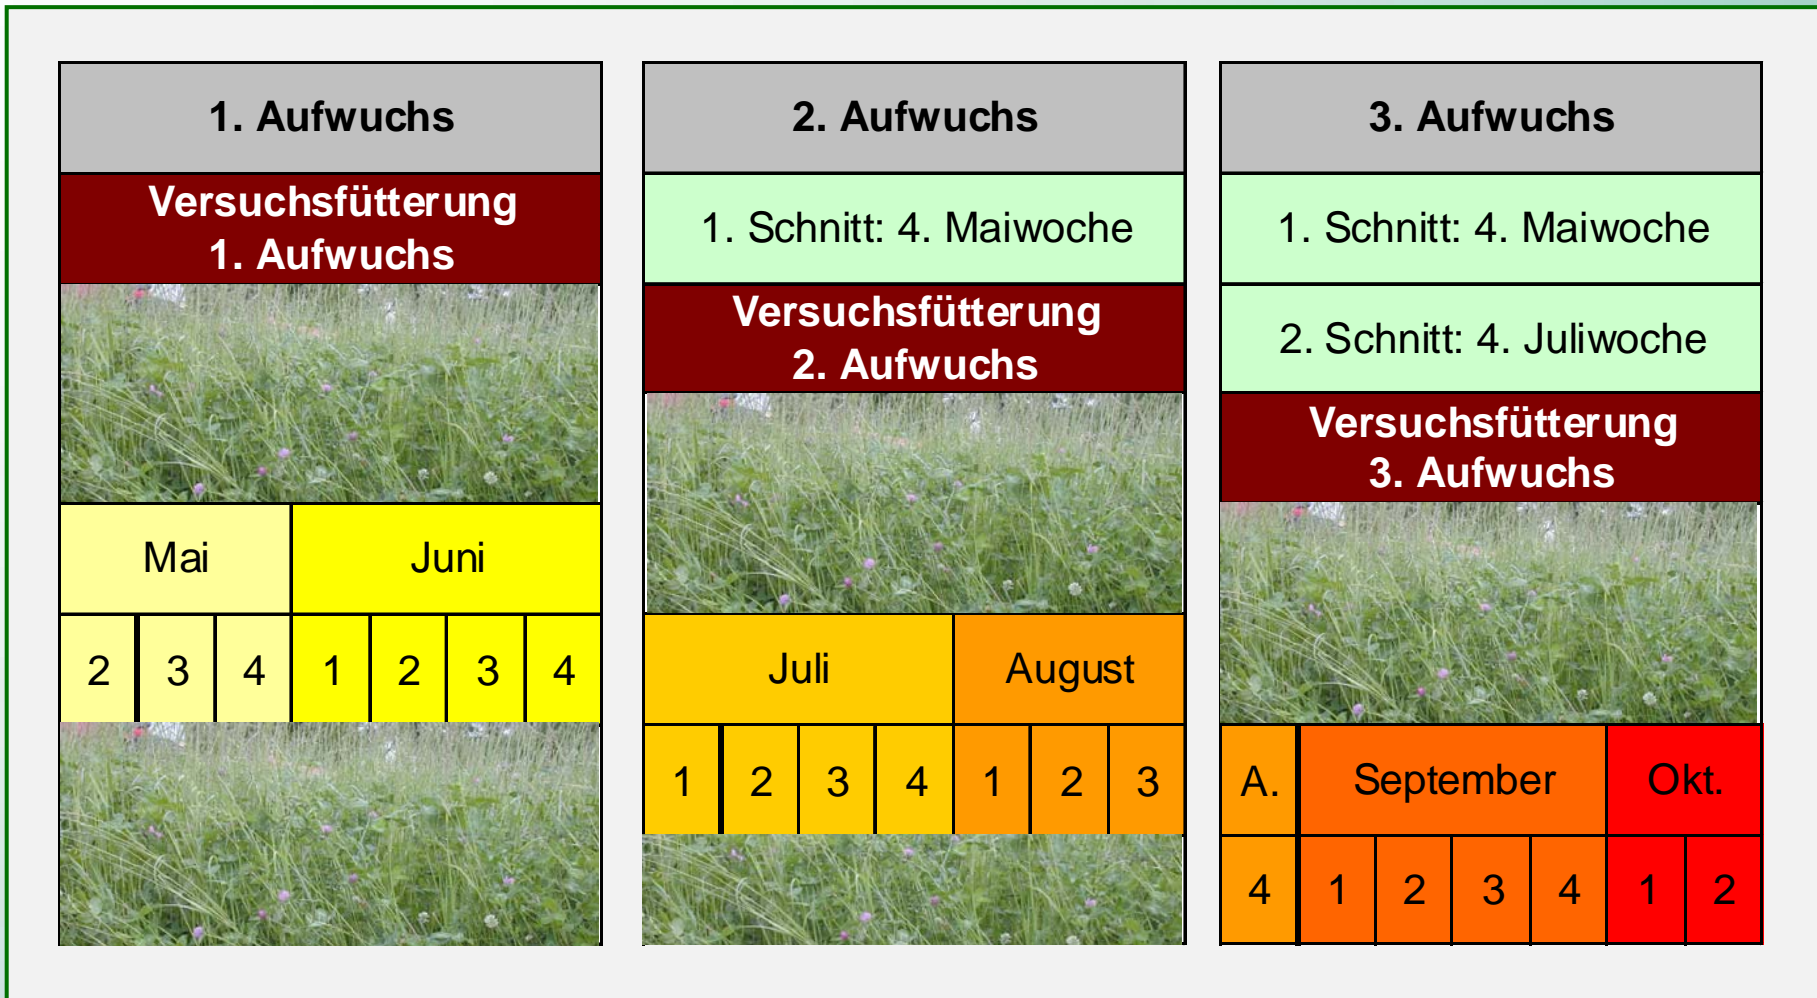 1. Aufwuchs
Versuchsfütterung
1. Aufwuchs
Mai Juni
2 3 4 1 2 3 4
2. Aufwuchs
1. Schnitt: 4. Maiwoche
Versuchsfütterung
2. Aufwuchs
Juli August
1 2 3 4 1 2 3
3. Aufwuchs
1. Schnitt: 4. Maiwoche
2. Schnitt: 4. Juliwoche
Versuchsfütterung
3. Aufwuchs
A. September Okt.
4 1 2 3 4 1 2